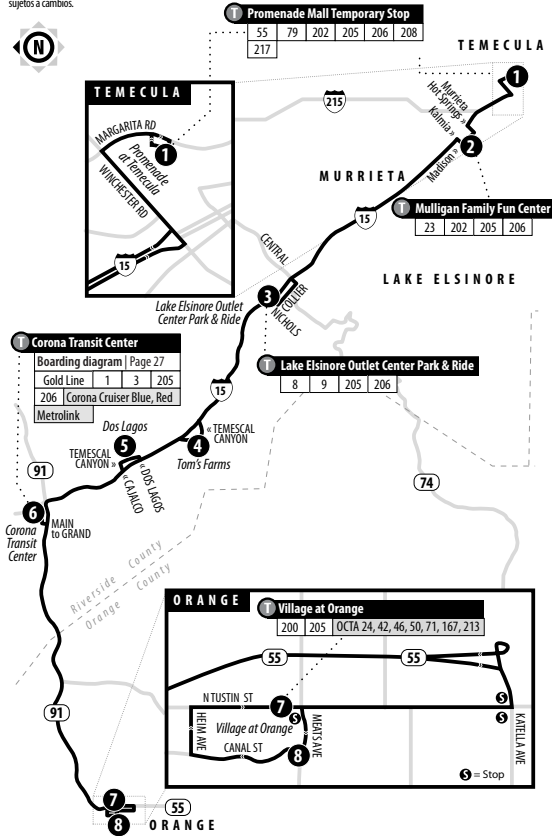 sujetos a cambios.
N
T Promenade Mall Temporary Stop
55 79 202 205 206 208
217
TEMECULA
1
Murrieta
Hot Springs »
Kalmia »
2
Madison »
215
TEMECULA
MARGARITA RD
1
Promenade
at Temecula
WINCHESTER RD
15
MURRIETA
15
T Mulligan Family Fun Center
23 202 205 206
LAKE ELSINORE
CENTRAL
3
COLLIER
NICHOLS
Lake Elsinore Outlet
Center Park & Ride
T Lake Elsinore Outlet Center Park & Ride
8 9 205 206
T Corona Transit Center
Boarding diagram | Page 27
Gold Line 1 3 205
206 Corona Cruiser Blue, Red
Metrolink
15
Dos Lagos
5
TEMESCAL
CANYON »
« TEMESCAL
CANYON
4
Tom's Farms
« DOS LAGOS
« CAJALCO
91
74
6
MAIN
to GRAND
Corona
Transit
Center
Riverside County
Orange County
ORANGE
T Village at Orange
200 205 OCTA 24, 42, 46, 50, 71, 167, 213
55
55
N TUSTIN ST
7
S
S
S
HEIM AVE
Village at Orange
CANAL ST
MEATS AVE
8
KATELLA AVE
S = Stop
91
7
55
8
ORANGE